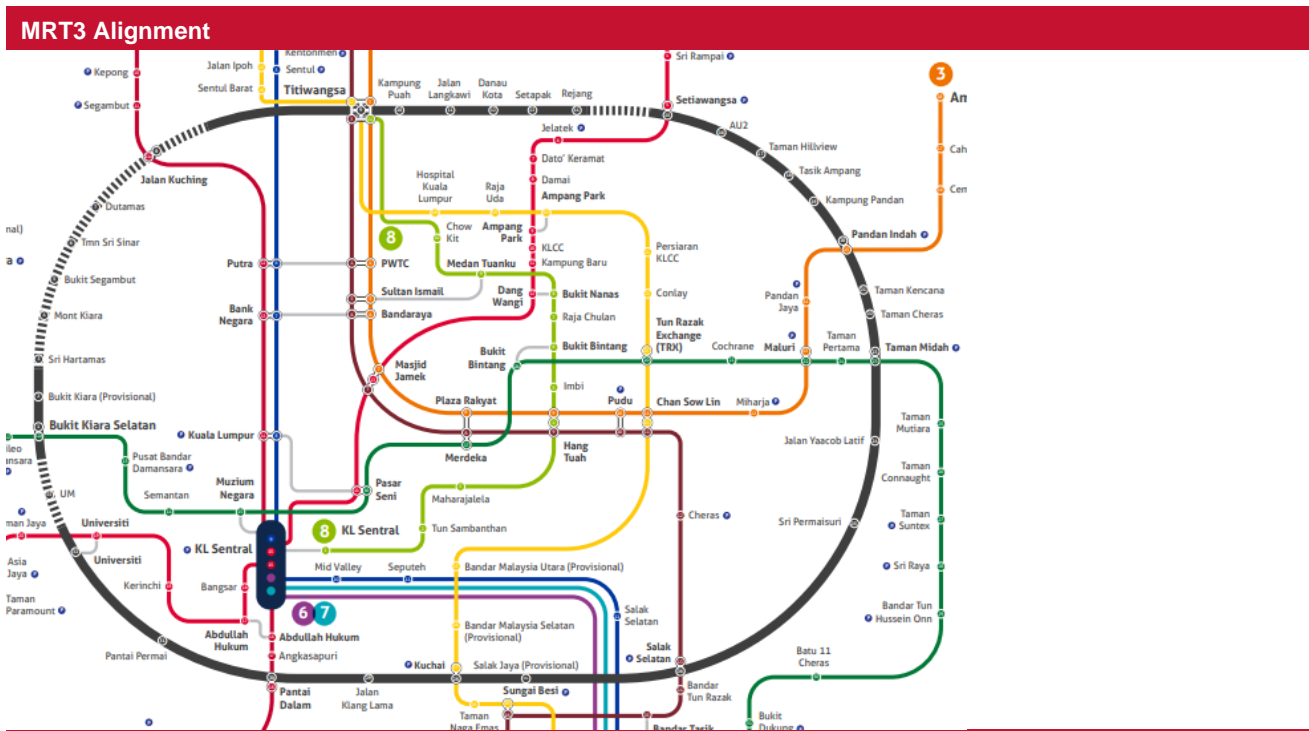 MRT3 Alignment
Kepong
Segambut
Jalan Ipoh
Sentul Barat
Kentonmen
Sentul
Titiwangsa
Kampung
Puah
Jalan
Langkawi
Danau
Kota
Setapak
Rejang
Sri Rampai
Setiawangsa
3
Jelatek
Dato' Keramat
Damai
Ampang Park
AU2
Taman Hillview
Tasik Ampang
Kampung Pandan
Pandan Indah
Jalan Kuching
Dutamas
Tmn Sri Sinar
Bukit Segambut
Mont Kiara
Sri Hartamas
Bukit Kiara (Provisional)
Bukit Kiara Selatan
Hospital
Kuala
Lumpur
Raja
Uda
8
Chow
Kit
Ampang
Park
KLCC
Kampung Baru
Persiaran
KLCC
Putra
PWTC
Medan Tuanku
Sultan Ismail
Dang
Wangi
Bukit Nanas
Conlay
Pandan
Jaya
Taman Kencana
Taman Cheras
Bank
Negara
Bandaraya
Raja Chulan
Tun Razak
Exchange
(TRX)
Bukit
Bintang
Bukit Bintang
Cochrane
Maluri
Taman
Pertama
Taman Midah
Masjid
Jamek
Imbi
Plaza Rakyat
Pudu
Chan Sow Lin
Miharja
Kuala Lumpur
Merdeka
Hang
Tuah
Jalan Yaacob Latif
Taman
Mutiara
Pusat Bandar
Damansara
Semantan
Muzium
Negara
Pasar
Seni
Maharajalela
Taman
Connaught
UM
Universiti
Universiti
8
KL Sentral
Tun Sambanthan
Cheras
Sri Permaisuri
Taman
Suntex
KL Sentral
Asia
Jaya
Taman
Paramount
Kerinchi
Bangsar
Mid Valley
Seputeh
Bandar Malaysia Utara (Provisional)
Sri Raya
6
7
Abdullah
Hukum
Abdullah Hukum
Angkasapuri
Bandar Malaysia Selatan
(Provisional)
Salak
Selatan
Bandar Tun
Hussein Onn
Pantai Permai
Kuchai
Salak Jaya (Provisional)
Salak
Selatan
Batu 11
Cheras
Pantai
Dalam
Jalan
Klang Lama
Sungai Besi
Bandar
Tun Razak
Taman
Naga Emas
Bandar Tasik
Bukit
Dukung